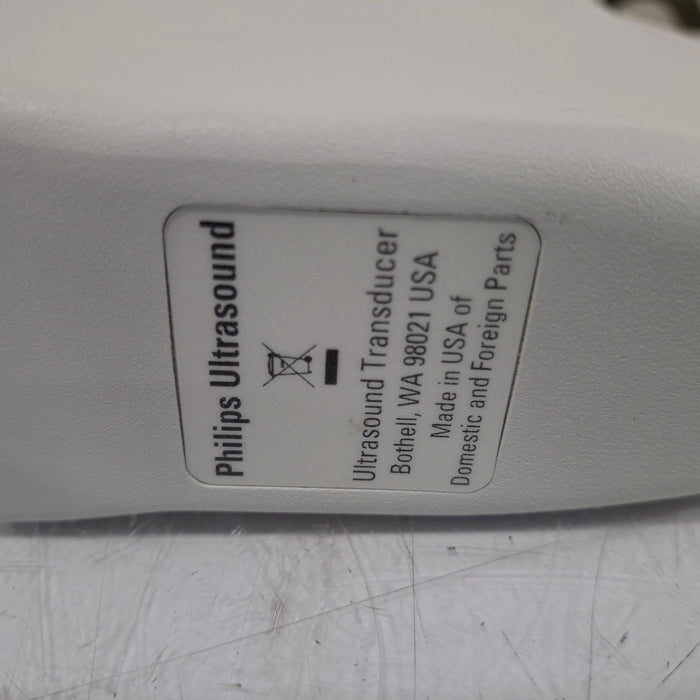 Philips Ultrasound
Ultrasound Transducer
Bothell, WA 98021 USA
Made in USA of
Domestic and Foreign Parts